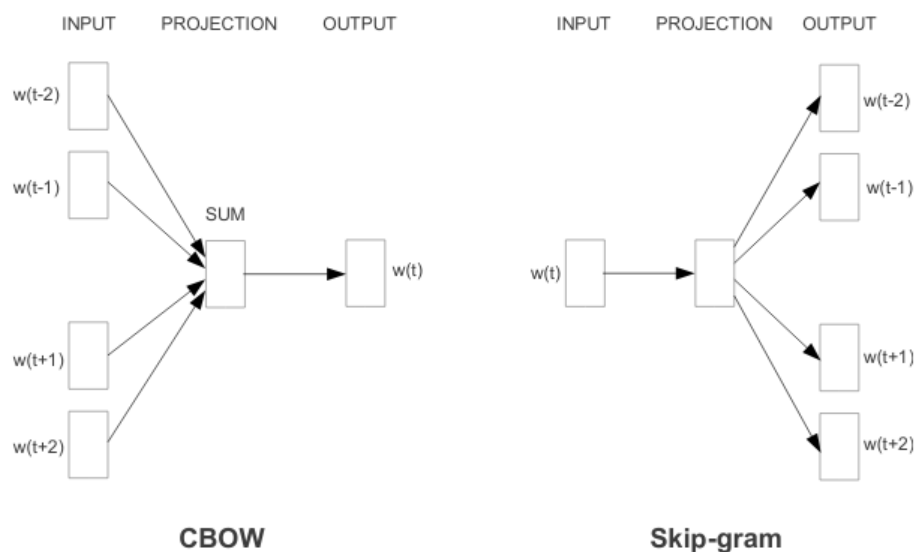 INPUT PROJECTION OUTPUT
w(t-2)
w(t-1)
SUM
w(t)
w(t+1)
w(t+2)
CBOW
INPUT PROJECTION OUTPUT
w(t-2)
w(t-1)
w(t)
w(t+1)
w(t+2)
Skip-gram